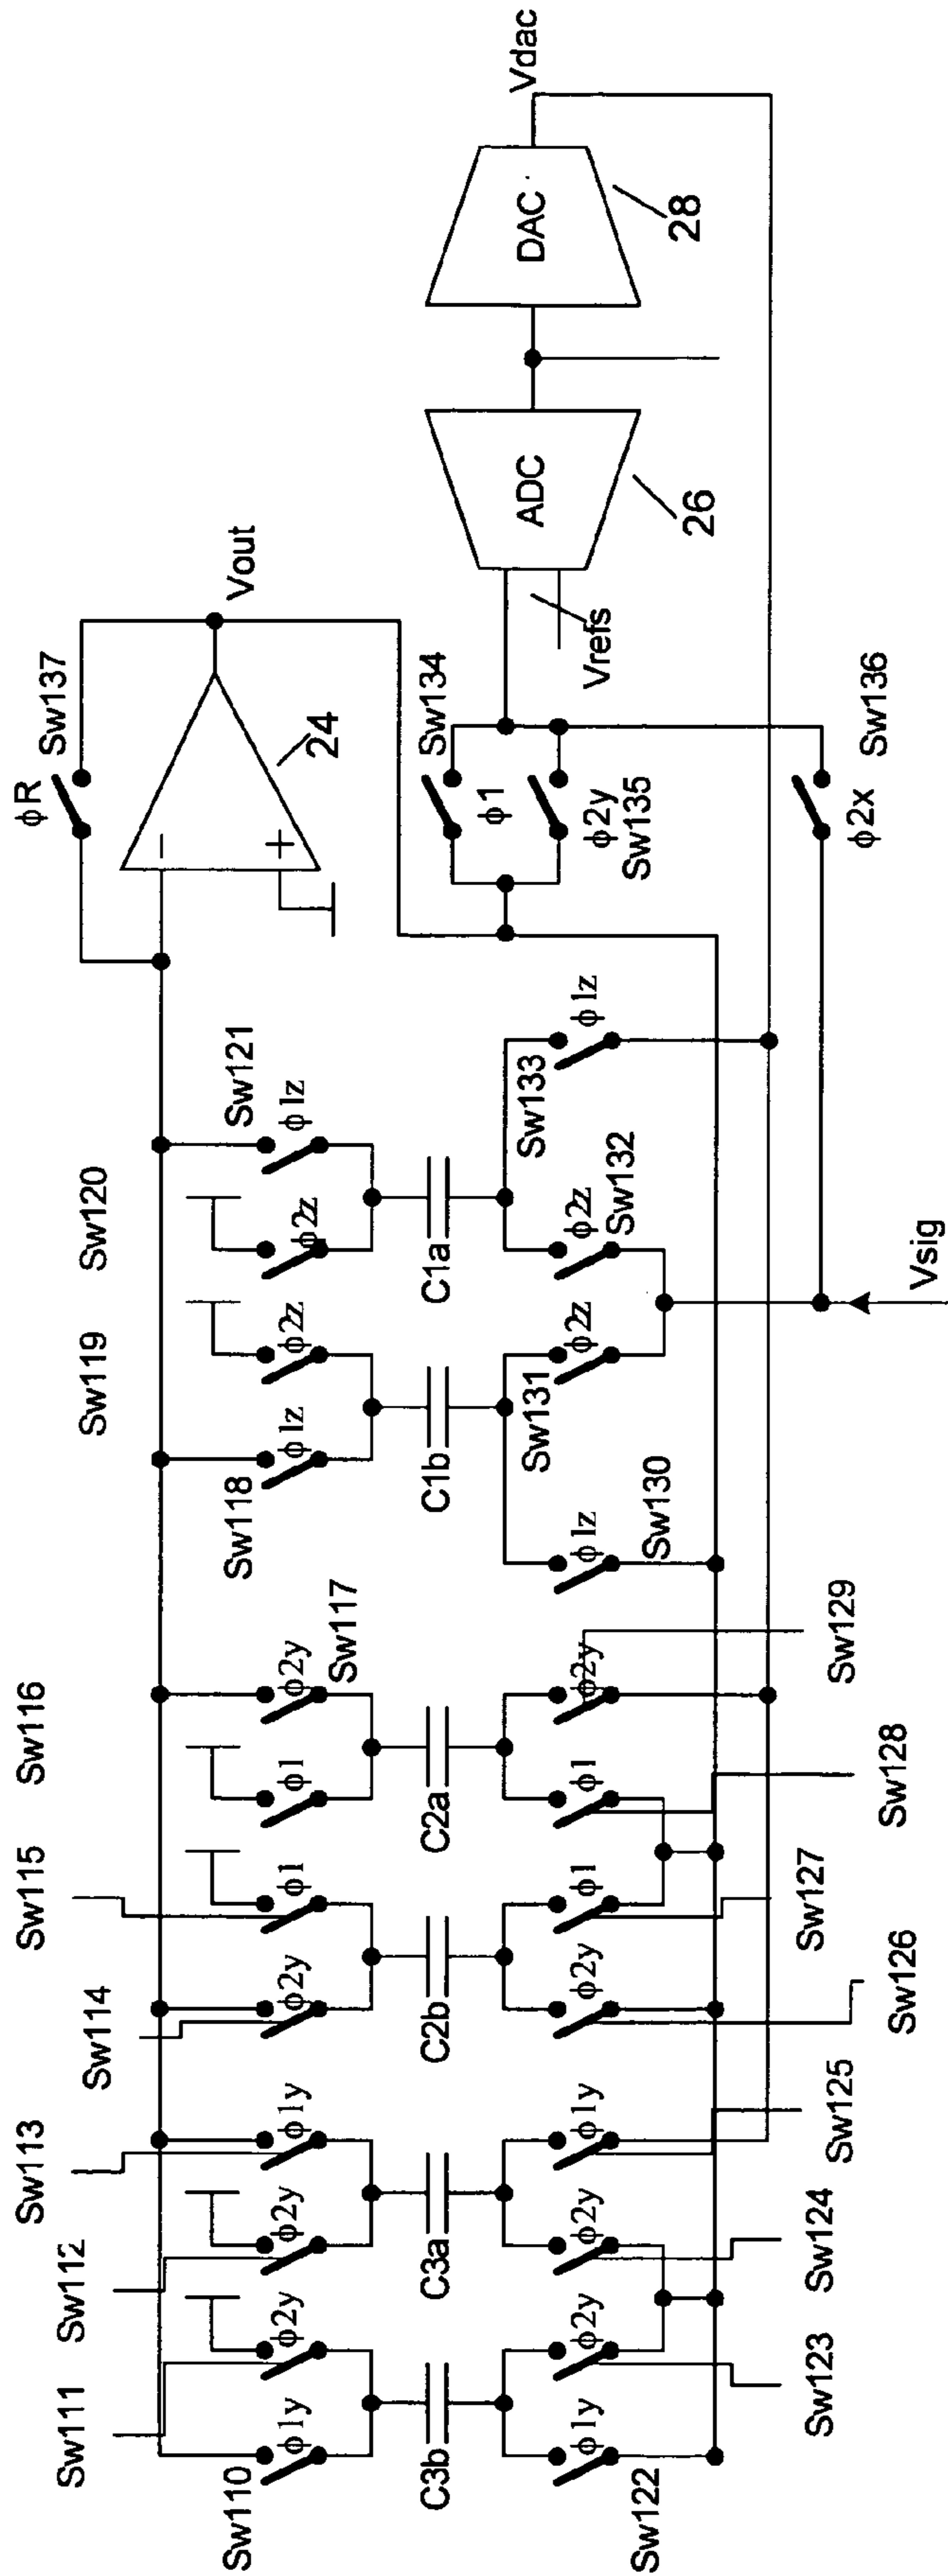 ϕR
Sw137
Vout
24
Sw111
Sw112
Sw113
Sw114
Sw115
Sw116
Sw119
Sw120
Sw110
ϕ1y
ϕ2y
ϕ2y
ϕ1y
ϕ2y
ϕ1
ϕ1
ϕ2y
Sw117
Sw118
ϕ1z
ϕ2z
ϕ2z
ϕ1z
Sw121
C3b
C3a
C2b
C2a
C1b
C1a
ϕ1y
ϕ2y
ϕ2y
ϕ1y
ϕ2y
ϕ1
ϕ1
ϕ2y
ϕ1z
Sw131
ϕ2z
ϕ2z
Sw132
Sw133
ϕ1z
Sw122
Sw123
Sw124
Sw125
Sw126
Sw127
Sw128
Sw129
Sw130
Sw134
ϕ1
ϕ2y
Sw135
ϕ2x
Sw136
Vsig
Vrefs
ADC
26
DAC
28
Vdac